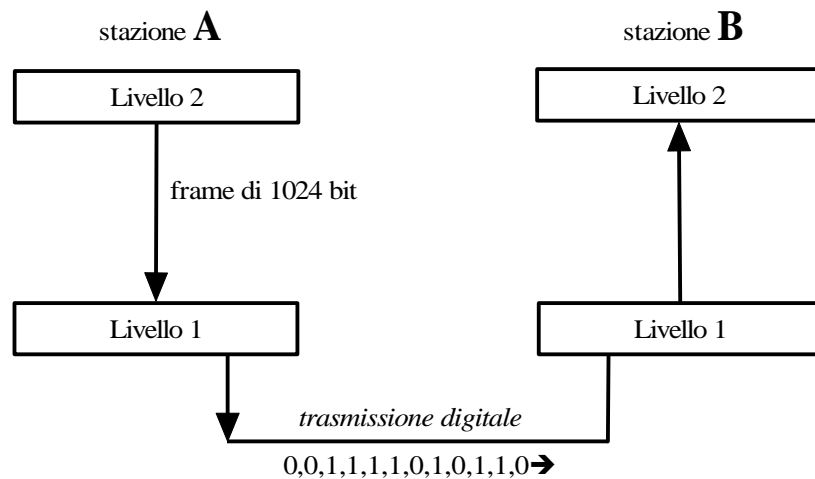 stazione A
stazione B
Livello 2
Livello 2
frame di 1024 bit
Livello 1
Livello 1
trasmissione digitale
0,0,1,1,1,1,0,1,0,1,1,0➔